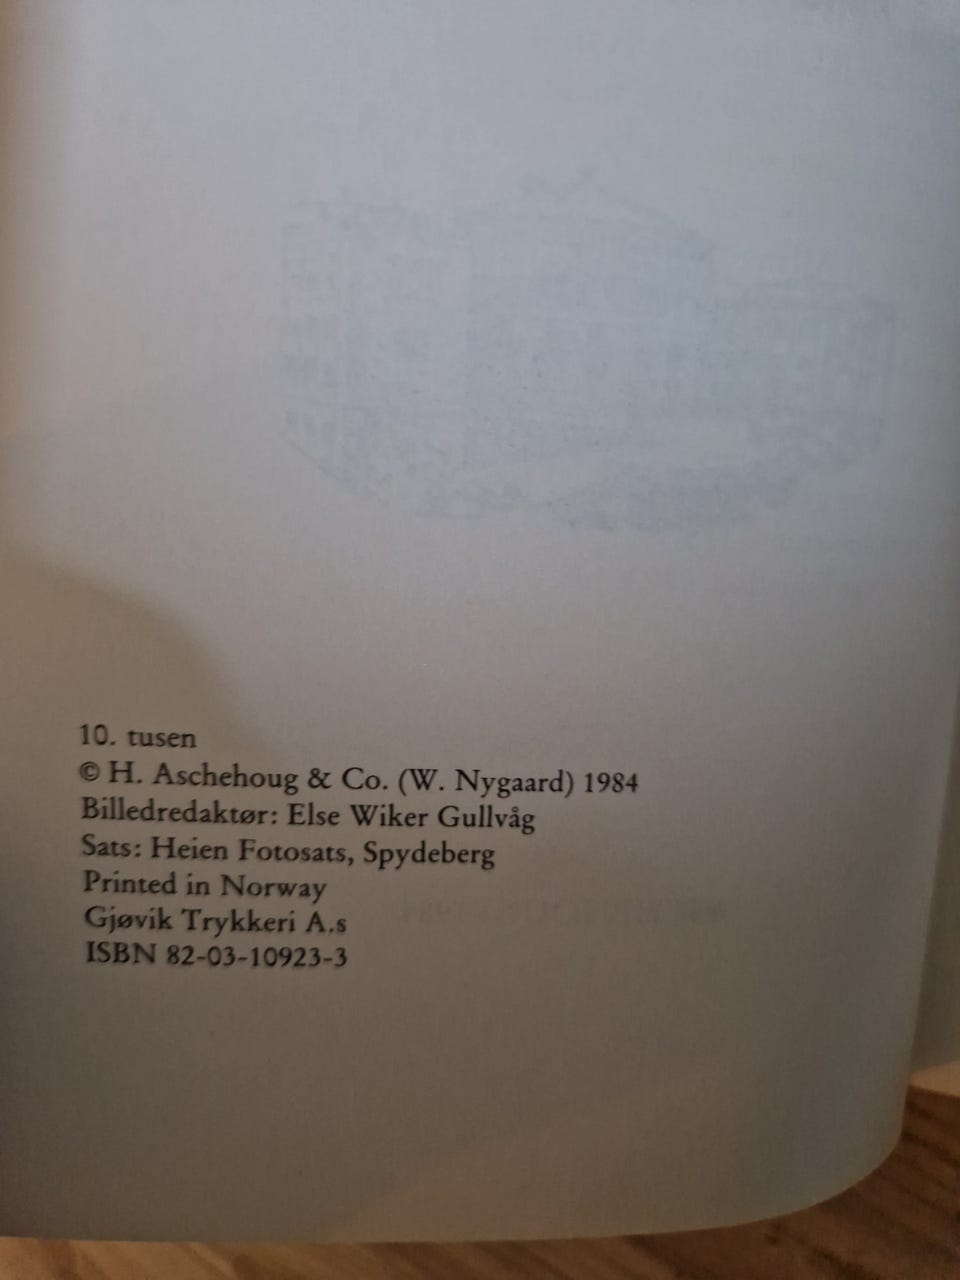 10. tusen
© H. Aschehoug & Co. (W. Nygaard) 1984
Billedredaktør: Else Wiker Gullvåg
Sats: Heien Fotosats, Spydeberg
Printed in Norway
Gjøvik Trykkeri A.s
ISBN 82-03-10923-3